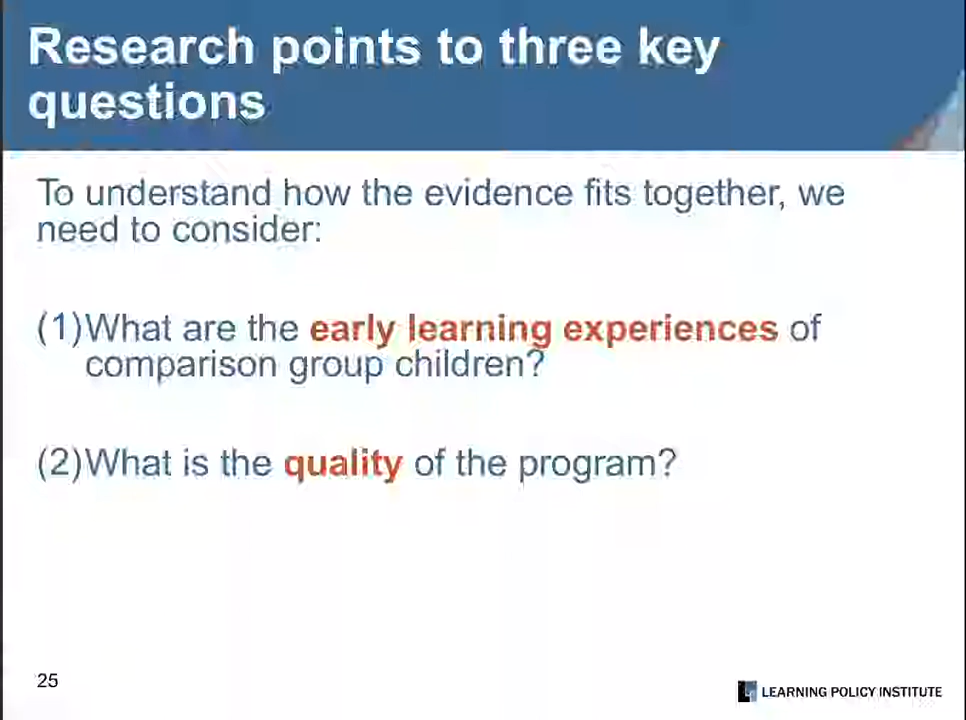 Research points to three key
questions
To understand how the evidence fits together, we
need to consider:
(1)What are the early learning experiences of
comparison group children?
(2)What is the quality of the program?
25
LEARNING POLICY INSTITUTE